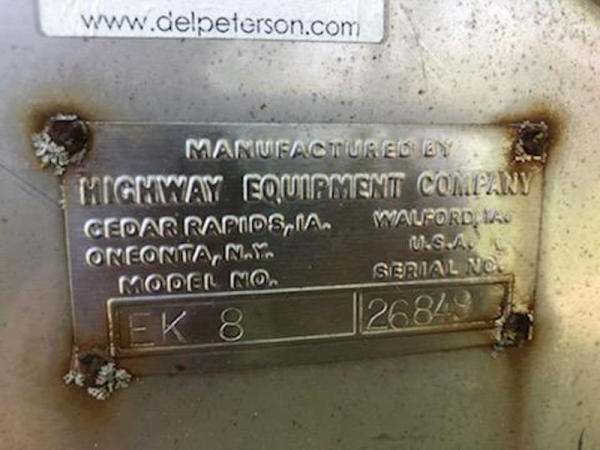 www.delpeterson.com
MANUFACTURED BY
HIGHWAY EQUIPMENT COMPANY
CEDAR RAPIDS, IA. WALFORD, IA.
ONEONTA, N.Y. U.S.A.
MODEL NO. SERIAL NO.
EK 8 26849